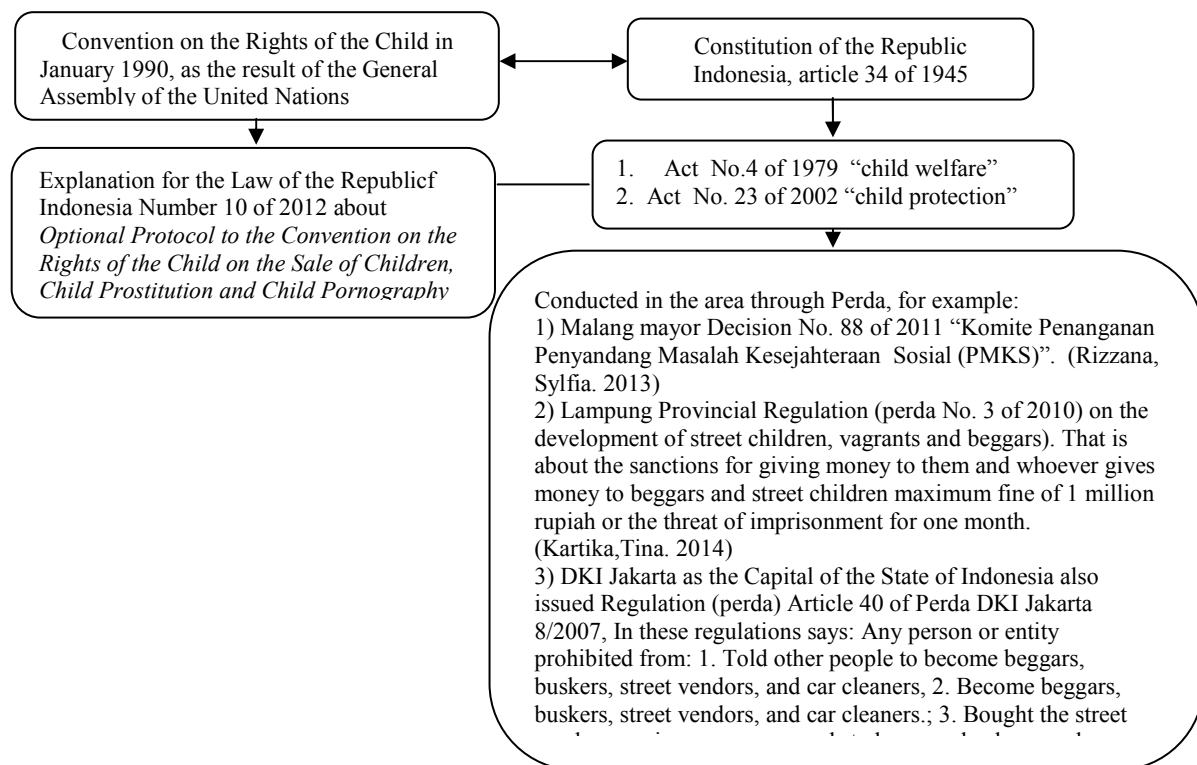 Convention on the Rights of the Child in
January 1990, as the result of the General
Assembly of the United Nations
Constitution of the Republic
Indonesia, article 34 of 1945
Explanation for the Law of the Republicf
Indonesia Number 10 of 2012 about
Optional Protocol to the Convention on the
Rights of the Child on the Sale of Children,
Child Prostitution and Child Pornography
1. Act No.4 of 1979 “child welfare”
2. Act No. 23 of 2002 “child protection”
Conducted in the area through Perda, for example:
1) Malang mayor Decision No. 88 of 2011 “Komite Penanganan
Penyandang Masalah Kesejahteraan Sosial (PMKS)”. (Rizzana,
Sylfia. 2013)
2) Lampung Provincial Regulation (perda No. 3 of 2010) on the
development of street children, vagrants and beggars). That is
about the sanctions for giving money to them and whoever gives
money to beggars and street children maximum fine of 1 million
rupiah or the threat of imprisonment for one month.
(Kartika,Tina. 2014)
3) DKI Jakarta as the Capital of the State of Indonesia also
issued Regulation (perda) Article 40 of Perda DKI Jakarta
8/2007, In these regulations says: Any person or entity
prohibited from: 1. Told other people to become beggars,
buskers, street vendors, and car cleaners, 2. Become beggars,
buskers, street vendors, and car cleaners.; 3. Bought the street